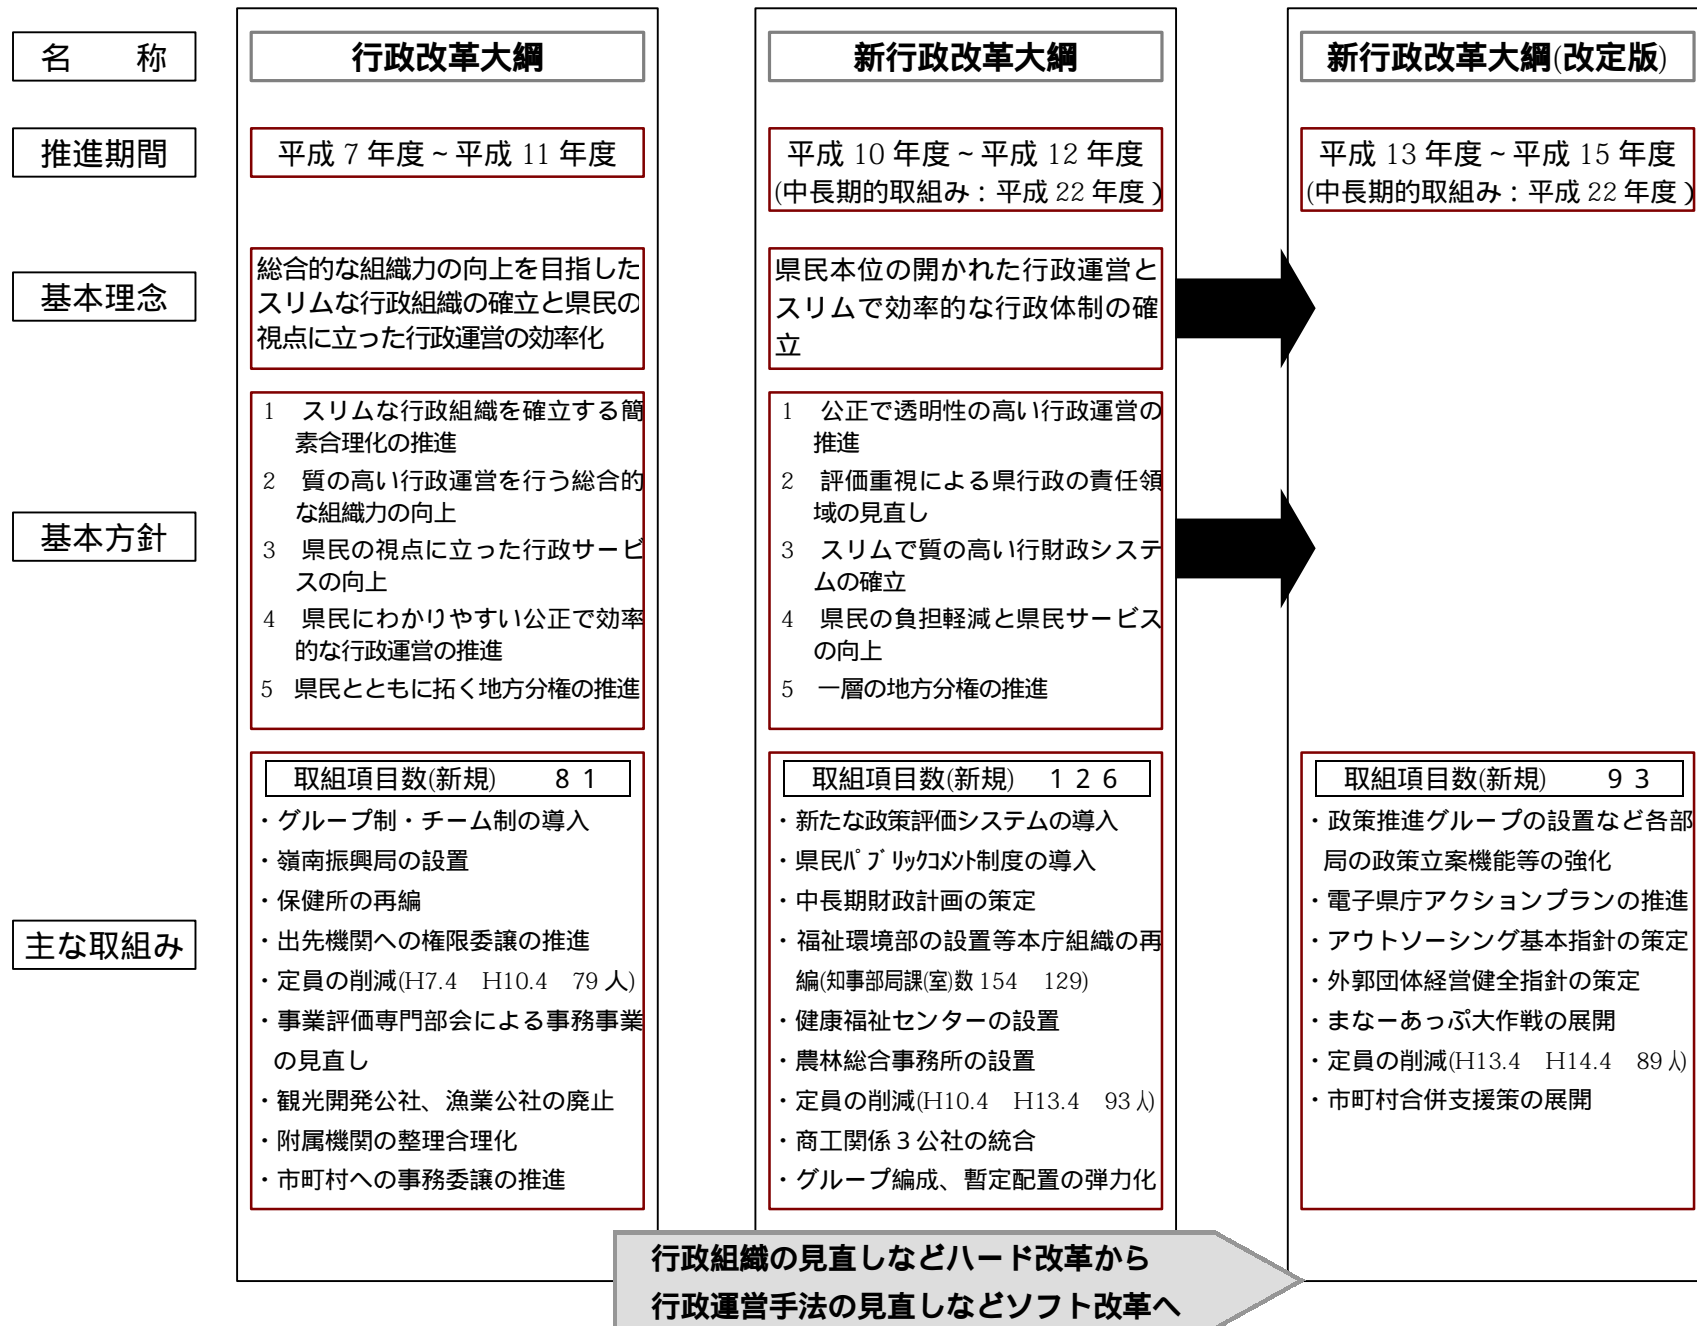 名　　称
行政改革大綱
新行政改革大綱
新行政改革大綱(改定版)
推進期間
平成 7 年度 ~ 平成 11 年度
平成 10 年度 ~ 平成 12 年度
(中長期的取組み：平成 22 年度 )
平成 13 年度 ~ 平成 15 年度
(中長期的取組み：平成 22 年度 )
基本理念
総合的な組織力の向上を目指した
スリムな行政組織の確立と県民の
視点に立った行政運営の効率化
県民本位の開かれた行政運営と
スリムで効率的な行政体制の確
立
基本方針
1　スリムな行政組織を確立する簡
素合理化の推進
2　質の高い行政運営を行う総合的
な組織力の向上
3　県民の視点に立った行政サービ
スの向上
4　県民にわかりやすい公正で効率
的な行政運営の推進
5　県民とともに拓く地方分権の推進
1　公正で透明性の高い行政運営の
推進
2　評価重視による県行政の責任領
域の見直し
3　スリムで質の高い行財政システ
ムの確立
4　県民の負担軽減と県民サービス
の向上
5　一層の地方分権の推進
主な取組み
取組項目数(新規)　８１
・グループ制・チーム制の導入
・嶺南振興局の設置
・保健所の再編
・出先機関への権限委譲の推進
・定員の削減(H7.4　H10.4　79 人)
・事業評価専門部会による事務事業
の見直し
・観光開発公社、漁業公社の廃止
・附属機関の整理合理化
・市町村への事務委譲の推進
取組項目数(新規)　１２６
・新たな政策評価システムの導入
・県民ﾊﾟﾌﾞﾘｯｸｺﾒﾝﾄ制度の導入
・中長期財政計画の策定
・福祉環境部の設置等本庁組織の再
編(知事部局課(室)数 154　129)
・健康福祉センターの設置
・農林総合事務所の設置
・定員の削減(H10.4　H13.4　93 人)
・商工関係３公社の統合
・グループ編成、暫定配置の弾力化
取組項目数(新規)　９３
・政策推進グループの設置など各部
局の政策立案機能等の強化
・電子県庁アクションプランの推進
・アウトソーシング基本指針の策定
・外郭団体経営健全指針の策定
・まなーあっぷ大作戦の展開
・定員の削減(H13.4　H14.4　89 人)
・市町村合併支援策の展開
行政組織の見直しなどハード改革から
行政運営手法の見直しなどソフト改革へ